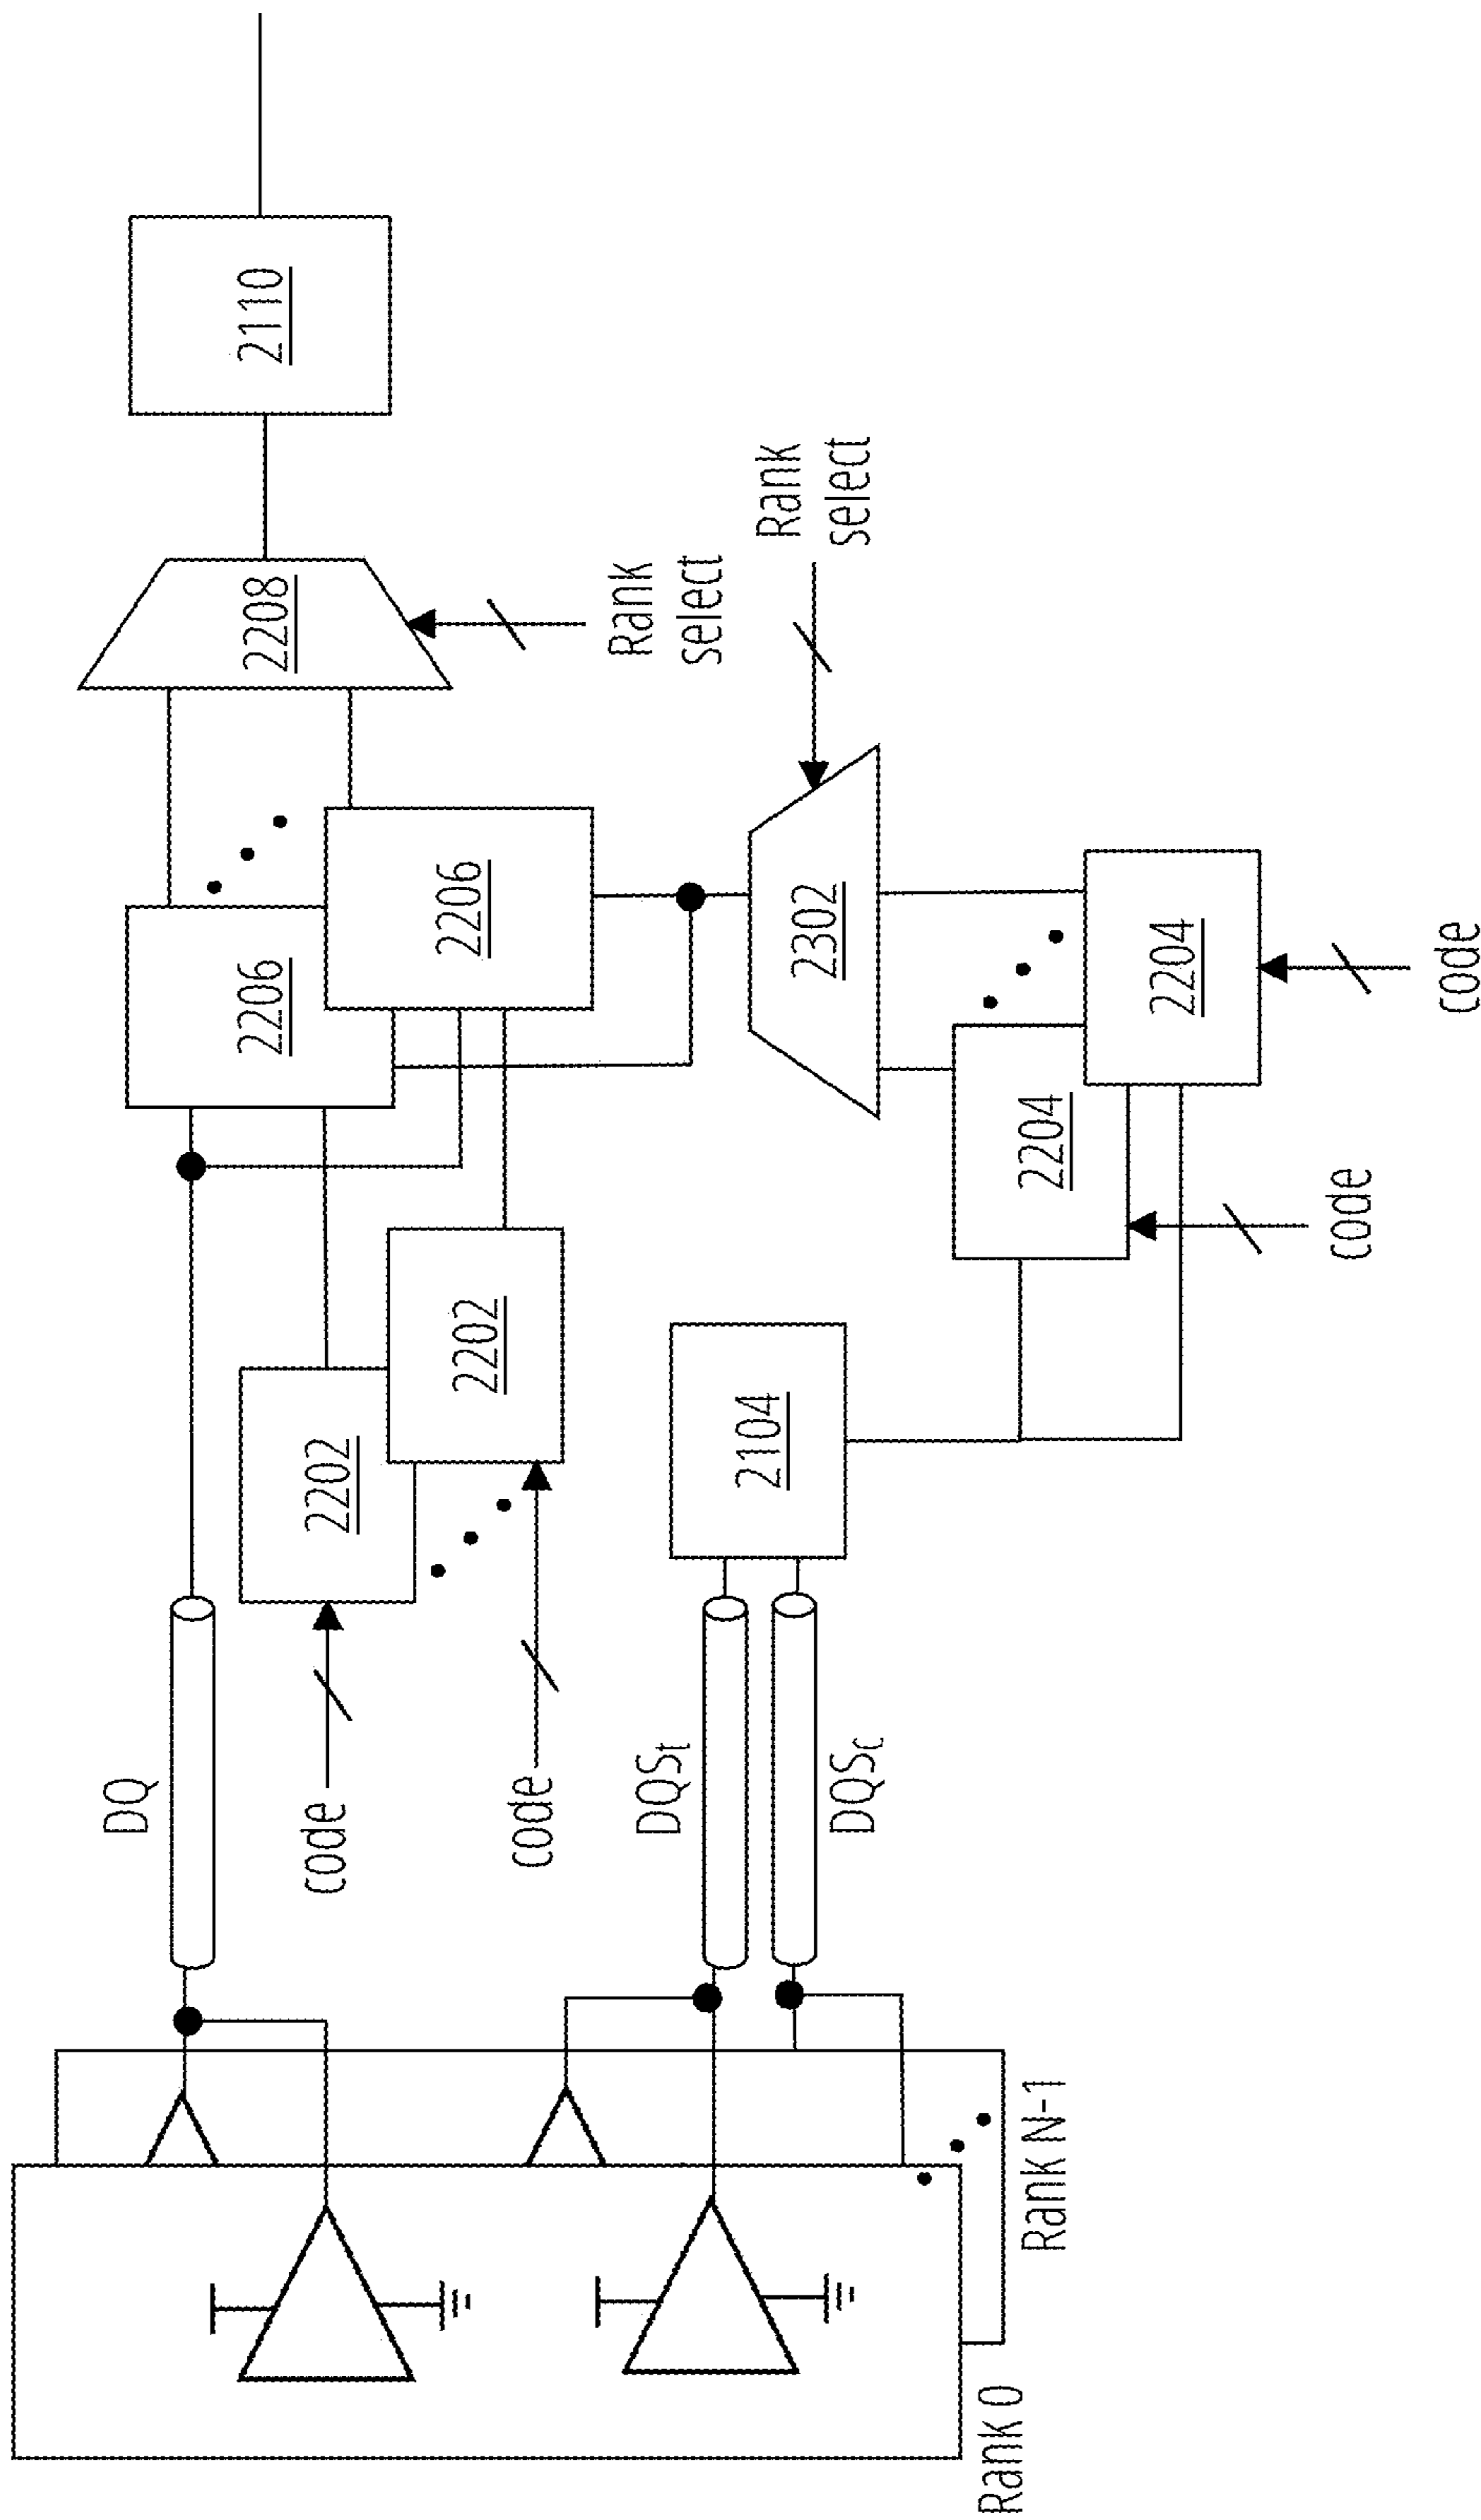 DQ
code
code
DQSt
DQSc
Rank 0
Rank N-1
2202
2202
2104
2206
2206
2204
2204
code
code
2302
Rank
select
2208
Rank
select
2110